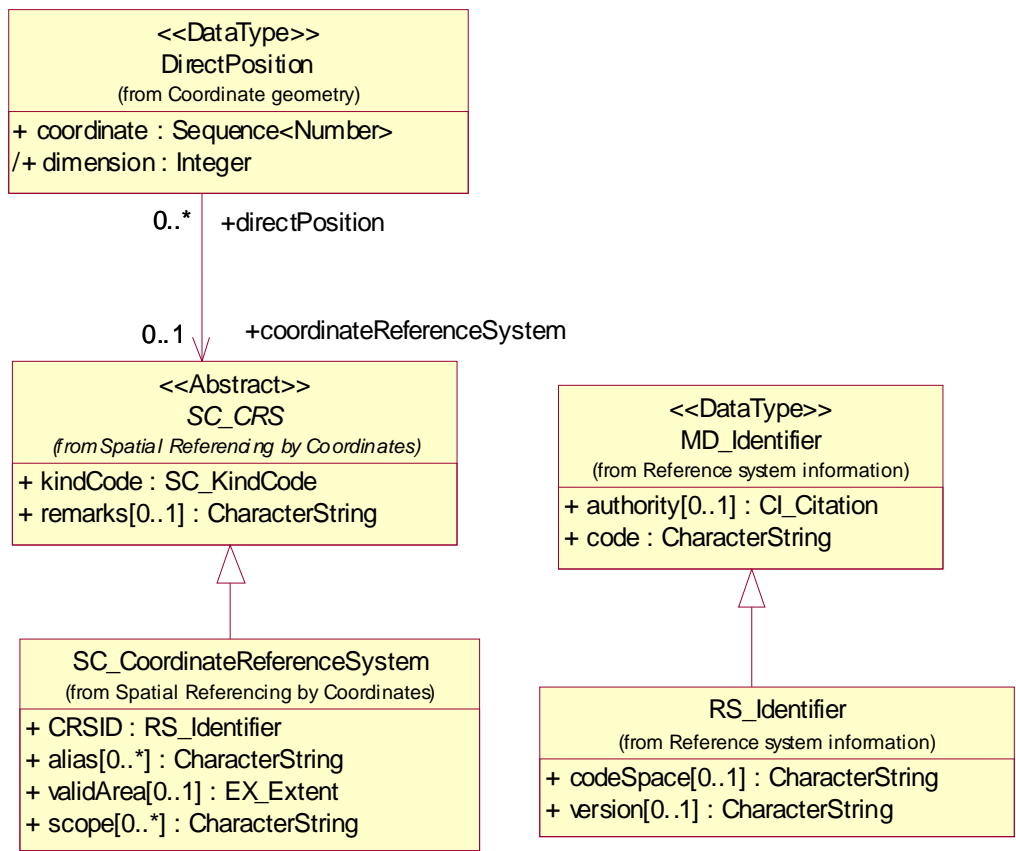 <<DataType>>
DirectPosition
(from Coordinate geometry)
+ coordinate : Sequence<Number>
/+ dimension : Integer
0..*
+directPosition
0..1
+coordinateReferenceSystem
<<Abstract>>
SC_CRS
(from Spatial Referencing by Coordinates)
+ kindCode : SC_KindCode
+ remarks[0..1] : CharacterString
<<DataType>>
MD_Identifier
(from Reference system information)
+ authority[0..1] : CI_Citation
+ code : CharacterString
SC_CoordinateReferenceSystem
(from Spatial Referencing by Coordinates)
+ CRSID : RS_Identifier
+ alias[0..*] : CharacterString
+ validArea[0..1] : EX_Extent
+ scope[0..*] : CharacterString
RS_Identifier
(from Reference system information)
+ codeSpace[0..1] : CharacterString
+ version[0..1] : CharacterString